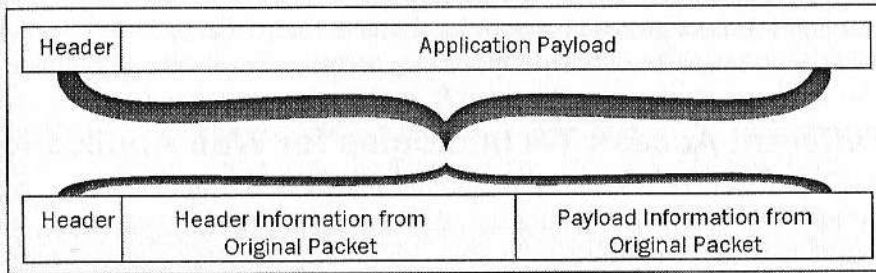 Header Application Payload
Header Header Information from Original Packet Payload Information from Original Packet